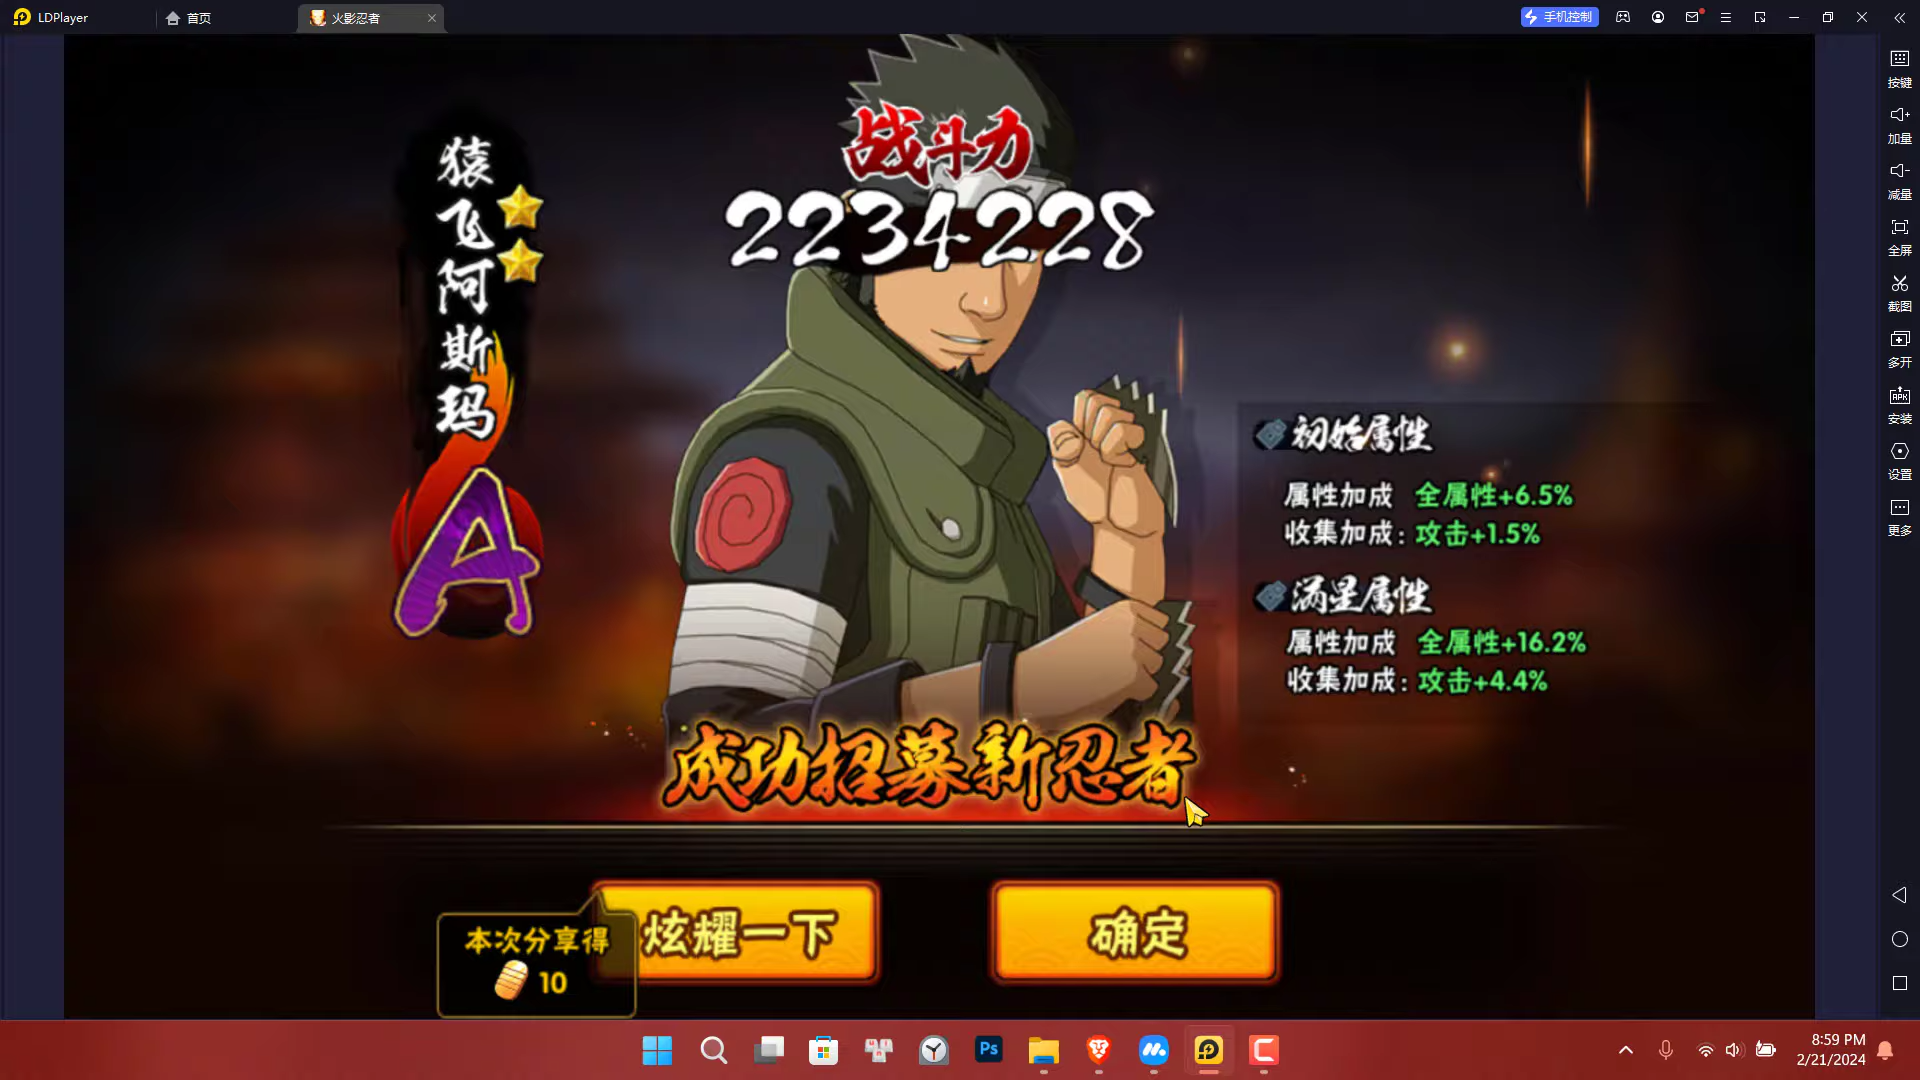 LDPlayer
首页
火影忍者
手机控制
按键
加量
减量
全屏
截图
多开
APK
安装
设置
更多
猿飞阿斯玛
A
战斗力
2234228
初始属性
属性加成 全属性+6.5%
收集加成：攻击+1.5%
满星属性
属性加成 全属性+16.2%
收集加成：攻击+4.4%
成功招募新忍者
炫耀一下
确定
本次分享得
10
Ps
8:59 PM
2/21/2024